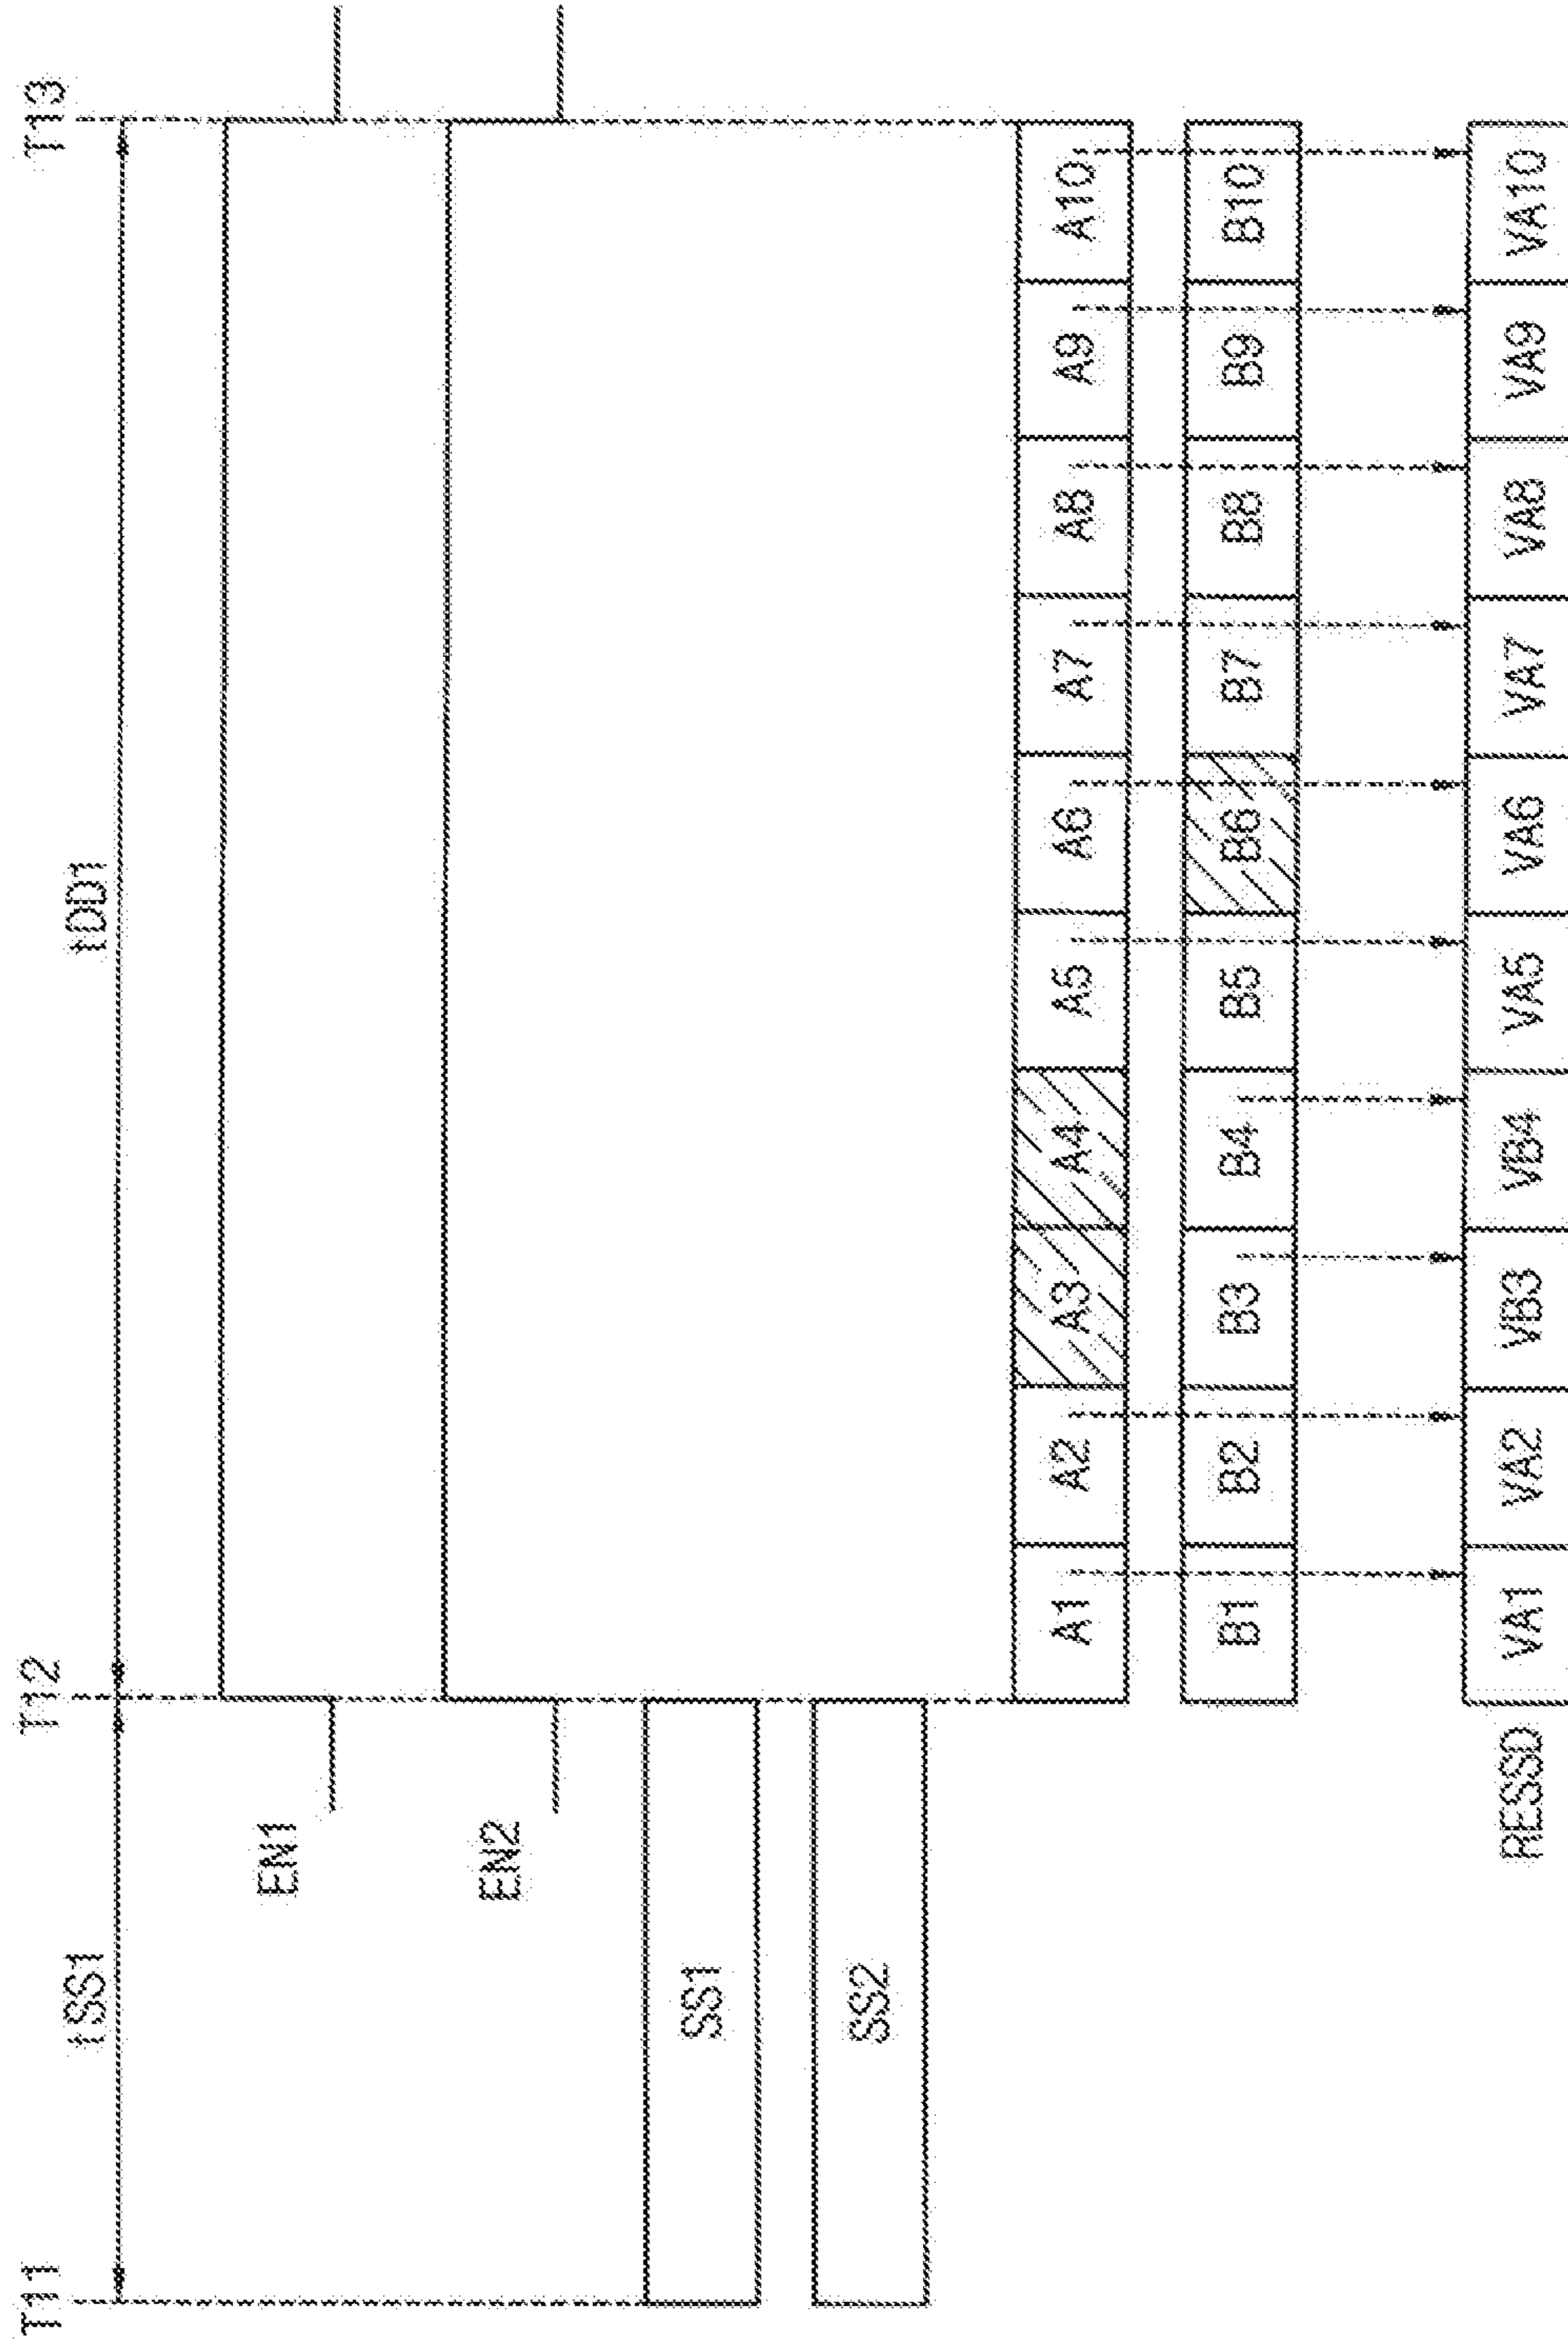 T11 T12 T13
tSS1 tDD1
EN1
EN2
SS1
SS2
A1 A2 A3 A4 A5 A6 A7 A8 A9 A10
B1 B2 B3 B4 B5 B6 B7 B8 B9 B10
RESSD VA1 VA2 VB3 VB4 VA5 VA6 VA7 VA8 VA9 VA10